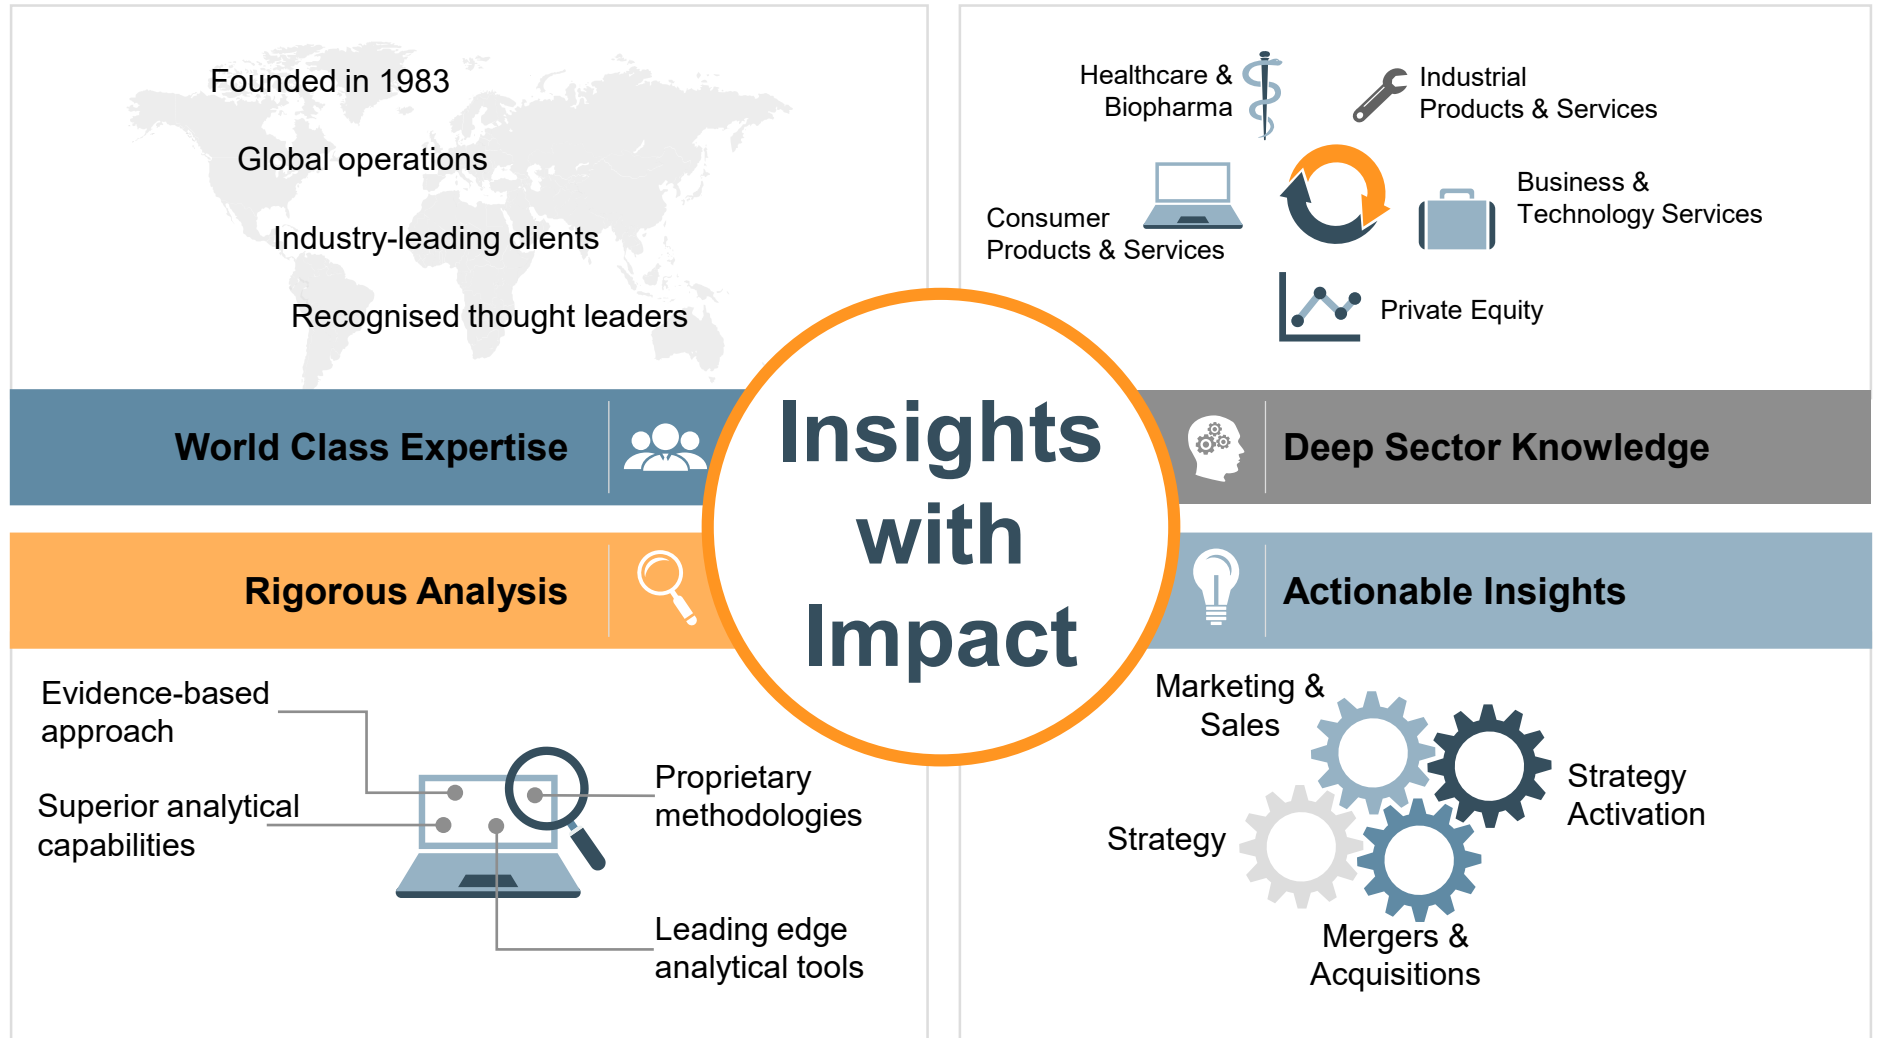 Founded in 1983
Global operations
Industry-leading clients
Recognised thought leaders
World Class Expertise
Healthcare &
Biopharma
Industrial
Products & Services
Business &
Technology Services
Consumer
Products & Services
Private Equity
Deep Sector Knowledge
Insights
with
Impact
Rigorous Analysis
Evidence-based
approach
Superior analytical
capabilities
Proprietary
methodologies
Leading edge
analytical tools
Actionable Insights
Marketing &
Sales
Strategy
Activation
Strategy
Mergers &
Acquisitions